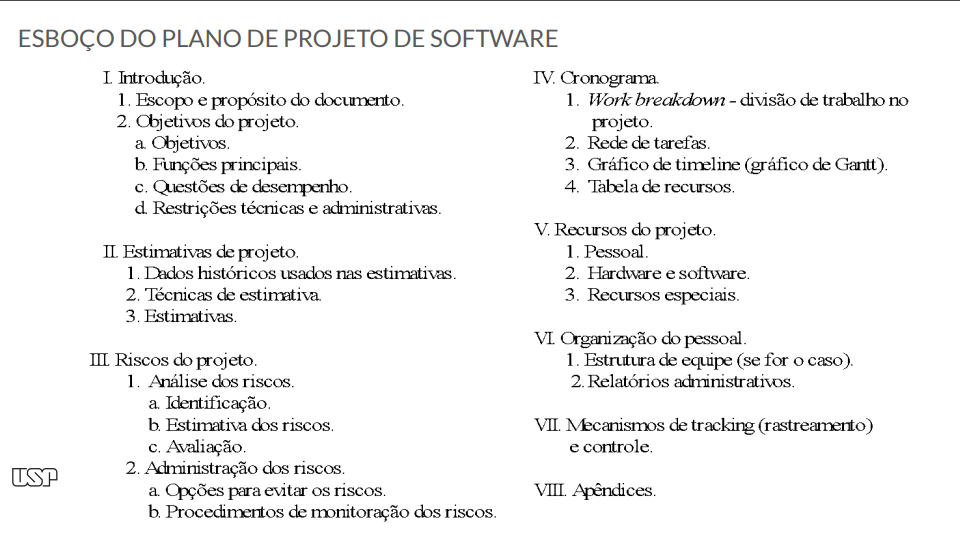 ESBOÇO DO PLANO DE PROJETO DE SOFTWARE
I. Introdução.
1. Escopo e propósito do documento.
2. Objetivos do projeto.
a. Objetivos.
b. Funções principais.
c. Questões de desempenho.
d. Restrições técnicas e administrativas.
II. Estimativas de projeto.
1. Dados históricos usados nas estimativas.
2. Técnicas de estimativa.
3. Estimativas.
III. Riscos do projeto.
1. Análise dos riscos.
a. Identificação.
b. Estimativa dos riscos.
c. Avaliação.
2. Administração dos riscos.
a. Opções para evitar os riscos.
b. Procedimentos de monitoração dos riscos.
IV. Cronograma.
1. Work breakdown - divisão de trabalho no
projeto.
2. Rede de tarefas.
3. Gráfico de timeline (gráfico de Gantt).
4. Tabela de recursos.
V. Recursos do projeto.
1. Pessoal.
2. Hardware e software.
3. Recursos especiais.
VI. Organização do pessoal.
1. Estrutura de equipe (se for o caso).
2. Relatórios administrativos.
VII. Mecanismos de tracking (rastreamento)
e controle.
VIII. Apêndices.
USP